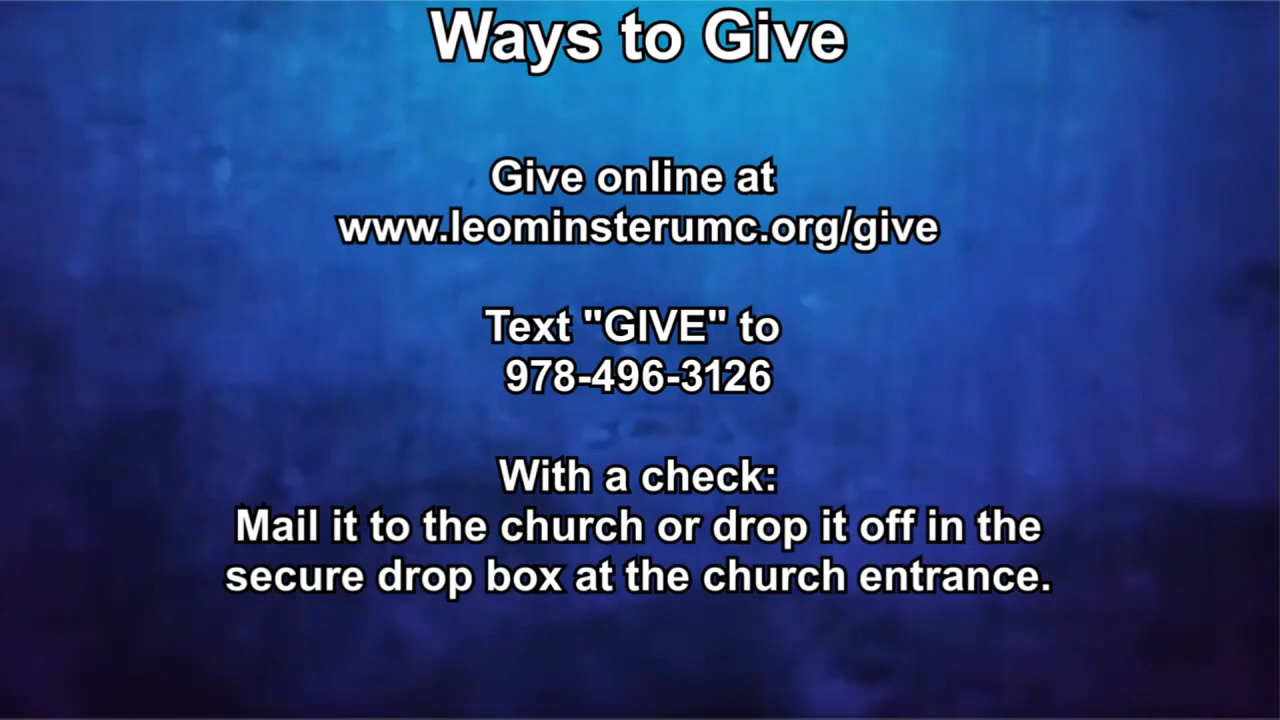 Ways to Give
Give online at
www.leominsterumc.org/give
Text "GIVE" to
978-496-3126
With a check:
Mail it to the church or drop it off in the
secure drop box at the church entrance.